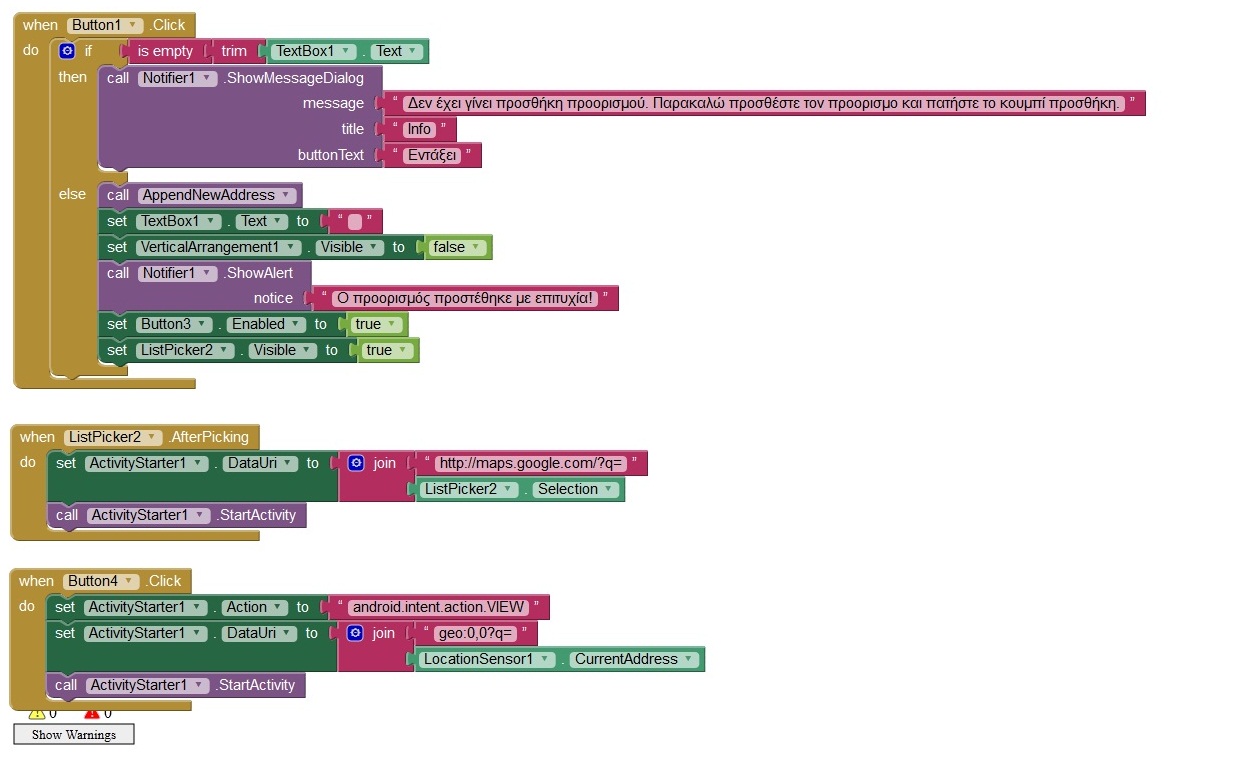 when Button1 .Click
do if is empty trim TextBox1 . Text
then call Notifier1 .ShowMessageDialog
message " Δεν έχει γίνει προσθήκη προορισμού. Παρακαλώ προσθέστε τον προορισμο και πατήστε το κουμπί προσθήκη. "
title " Info "
buttonText " Εντάξει "
else call AppendNewAddress
set TextBox1 . Text to " "
set VerticalArrangement1 . Visible to false
call Notifier1 .ShowAlert
notice " Ο προορισμός προστέθηκε με επιτυχία! "
set Button3 . Enabled to true
set ListPicker2 . Visible to true
when ListPicker2 .AfterPicking
do set ActivityStarter1 . DataUri to join " http://maps.google.com/?q= "
ListPicker2 . Selection
call ActivityStarter1 .StartActivity
when Button4 .Click
do set ActivityStarter1 . Action to " android.intent.action.VIEW "
set ActivityStarter1 . DataUri to join " geo:0,0?q= "
LocationSensor1 . CurrentAddress
call ActivityStarter1 .StartActivity
0 0
Show Warnings